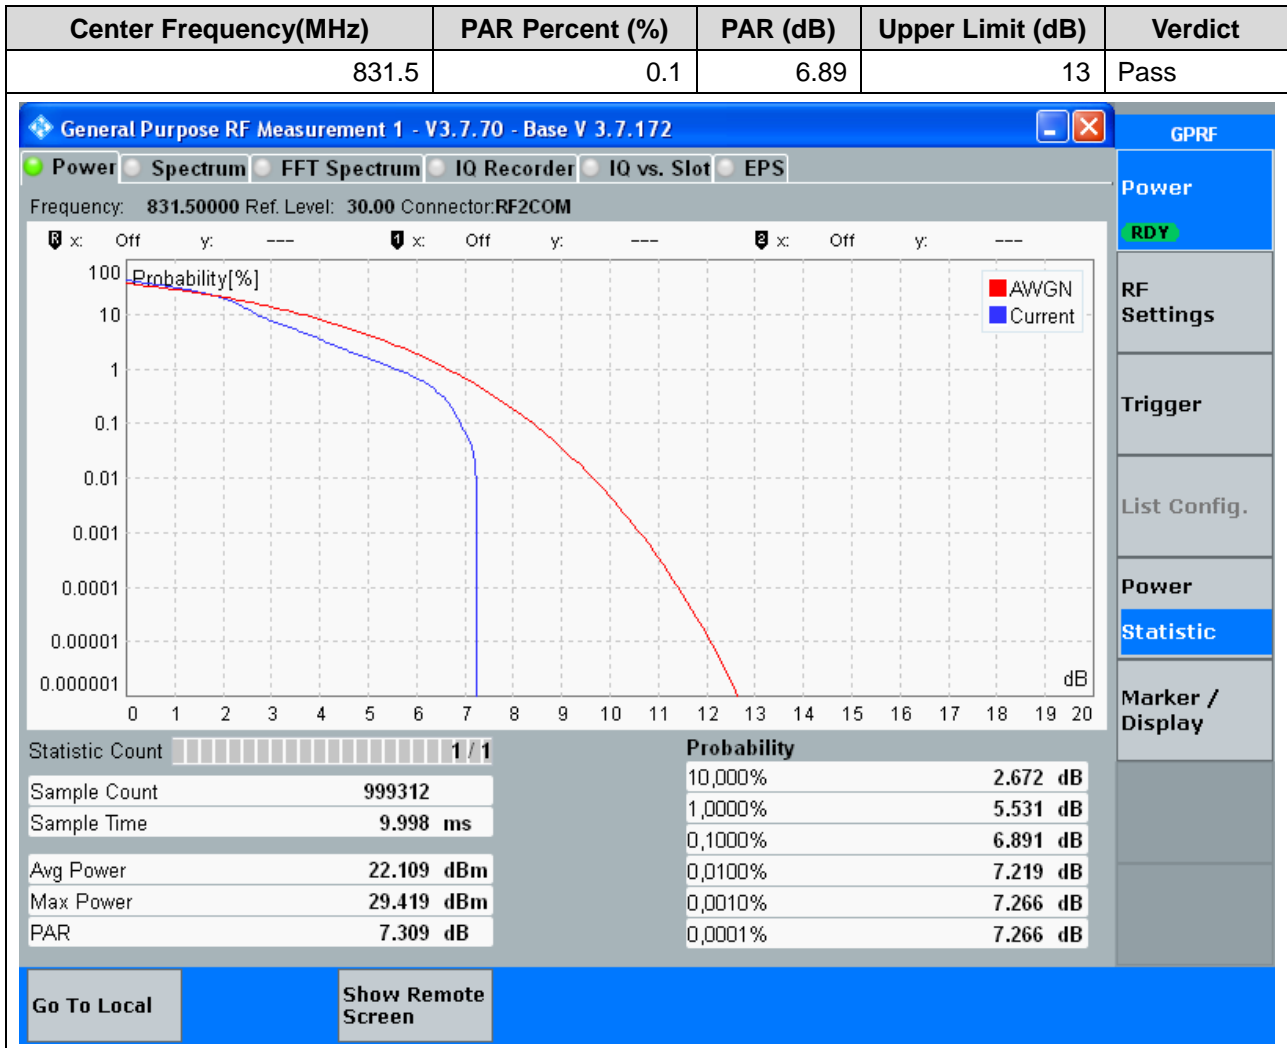 Center Frequency(MHz) PAR Percent (%) PAR (dB) Upper Limit (dB) Verdict
831.5 0.1 6.89 13 Pass
General Purpose RF Measurement 1 - V3.7.70 - Base V 3.7.172
GPRF
Power Spectrum FFT Spectrum IQ Recorder IQ vs. Slot EPS
Power
RDY
Frequency: 831.50000 Ref. Level: 30.00 Connector:RF2COM
R x: Off y: --- 1 x: Off y: --- 2 x: Off y: ---
Probability[%]
100
10
1
0.1
0.01
0.001
0.0001
0.00001
0.000001
AWGN
Current
dB
0 1 2 3 4 5 6 7 8 9 10 11 12 13 14 15 16 17 18 19 20
RF
Settings
Trigger
List Config.
Power
Statistic
Marker /
Display
Statistic Count 1 / 1
Sample Count 999312
Sample Time 9.998 ms
Avg Power 22.109 dBm
Max Power 29.419 dBm
PAR 7.309 dB
Probability
10,000% 2.672 dB
1,0000% 5.531 dB
0,1000% 6.891 dB
0,0100% 7.219 dB
0,0010% 7.266 dB
0,0001% 7.266 dB
Go To Local
Show Remote
Screen